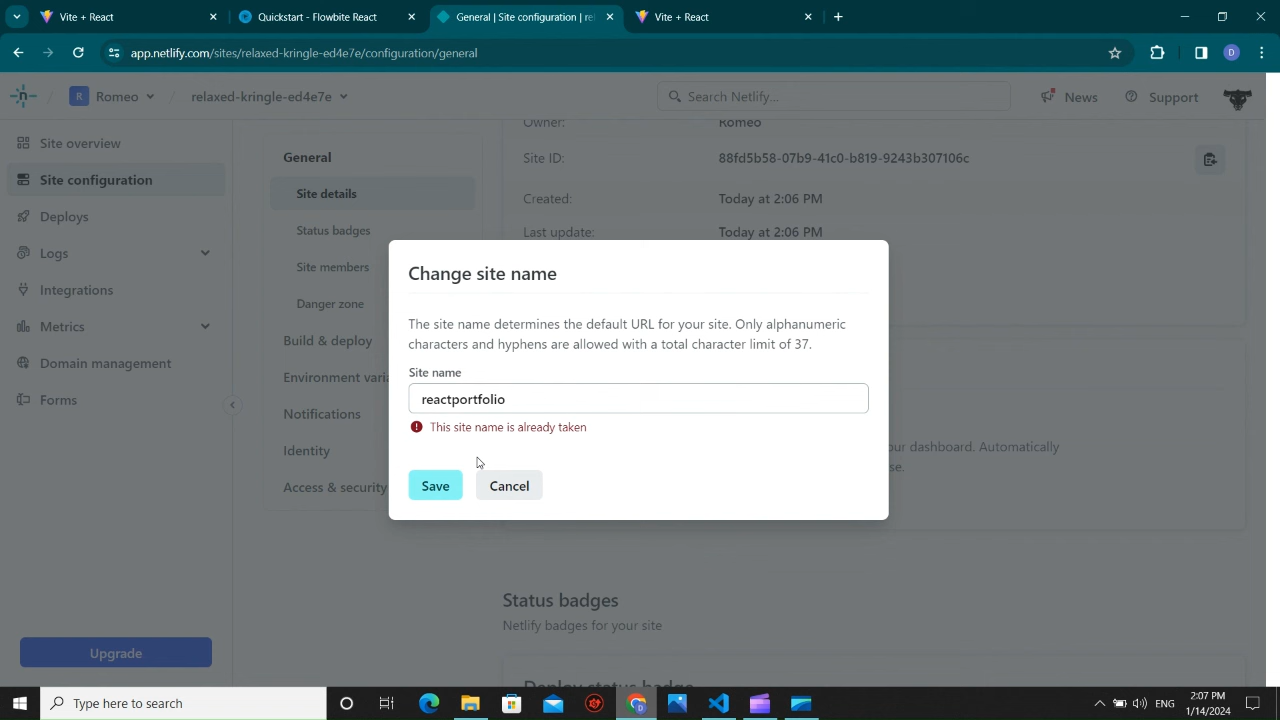 Vite + React
Quickstart - Flowbite React
General | Site configuration | re
Vite + React
app.netlify.com/sites/relaxed-kringle-ed4e7e/configuration/general
D
R Romeo / relaxed-kringle-ed4e7e
Search Netlify...
News
Support
Site overview
Site configuration
Deploys
Logs
Integrations
Metrics
Domain management
Forms
Upgrade
General
Site details
Status badges
Site members
Danger zone
Build & deploy
Environment varia
Notifications
Identity
Access & security
Owner: Romeo
Site ID: 88fd5b58-07b9-41c0-b819-9243b307106c
Created: Today at 2:06 PM
Last update: Today at 2:06 PM
Change site name
The site name determines the default URL for your site. Only alphanumeric
characters and hyphens are allowed with a total character limit of 37.
Site name
reactportfolio
This site name is already taken
Save
Cancel
our dashboard. Automatically
se.
Status badges
Netlify badges for your site
Deploy status badge
Type here to search
D
ENG
2:07 PM
1/14/2024